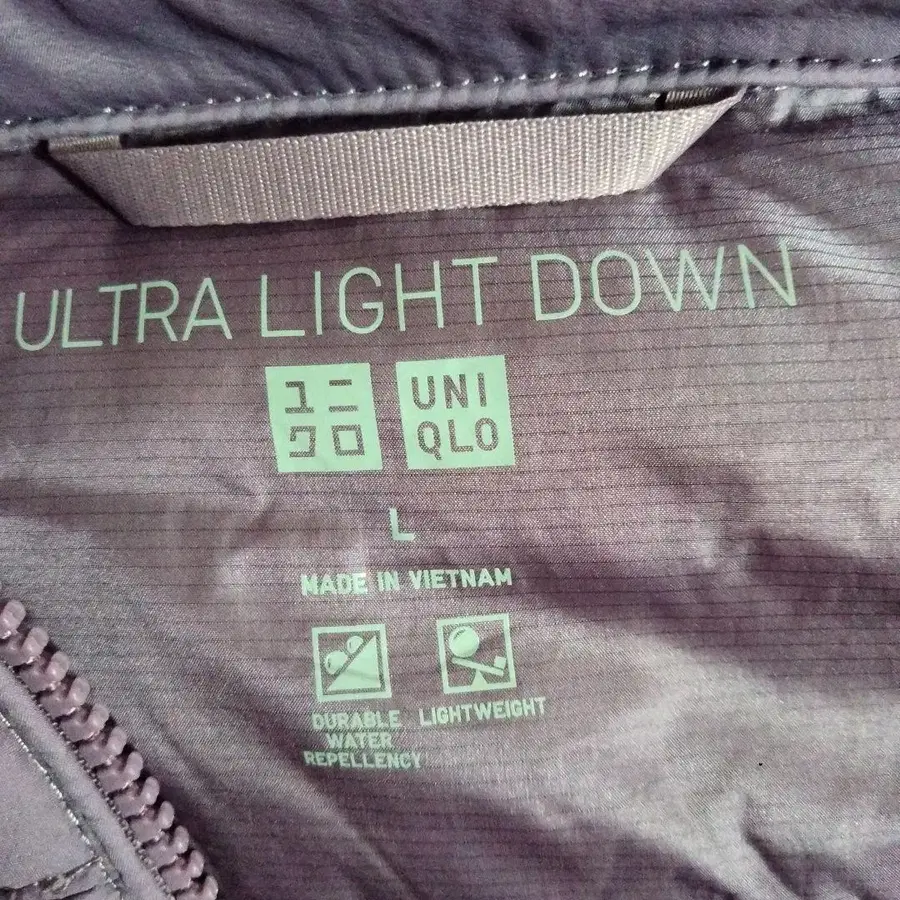 ULTRA LIGHT DOWN
ユニ
クロ
UNI
QLO
L
MADE IN VIETNAM
DURABLE
WATER
REPELLENCY
LIGHTWEIGHT